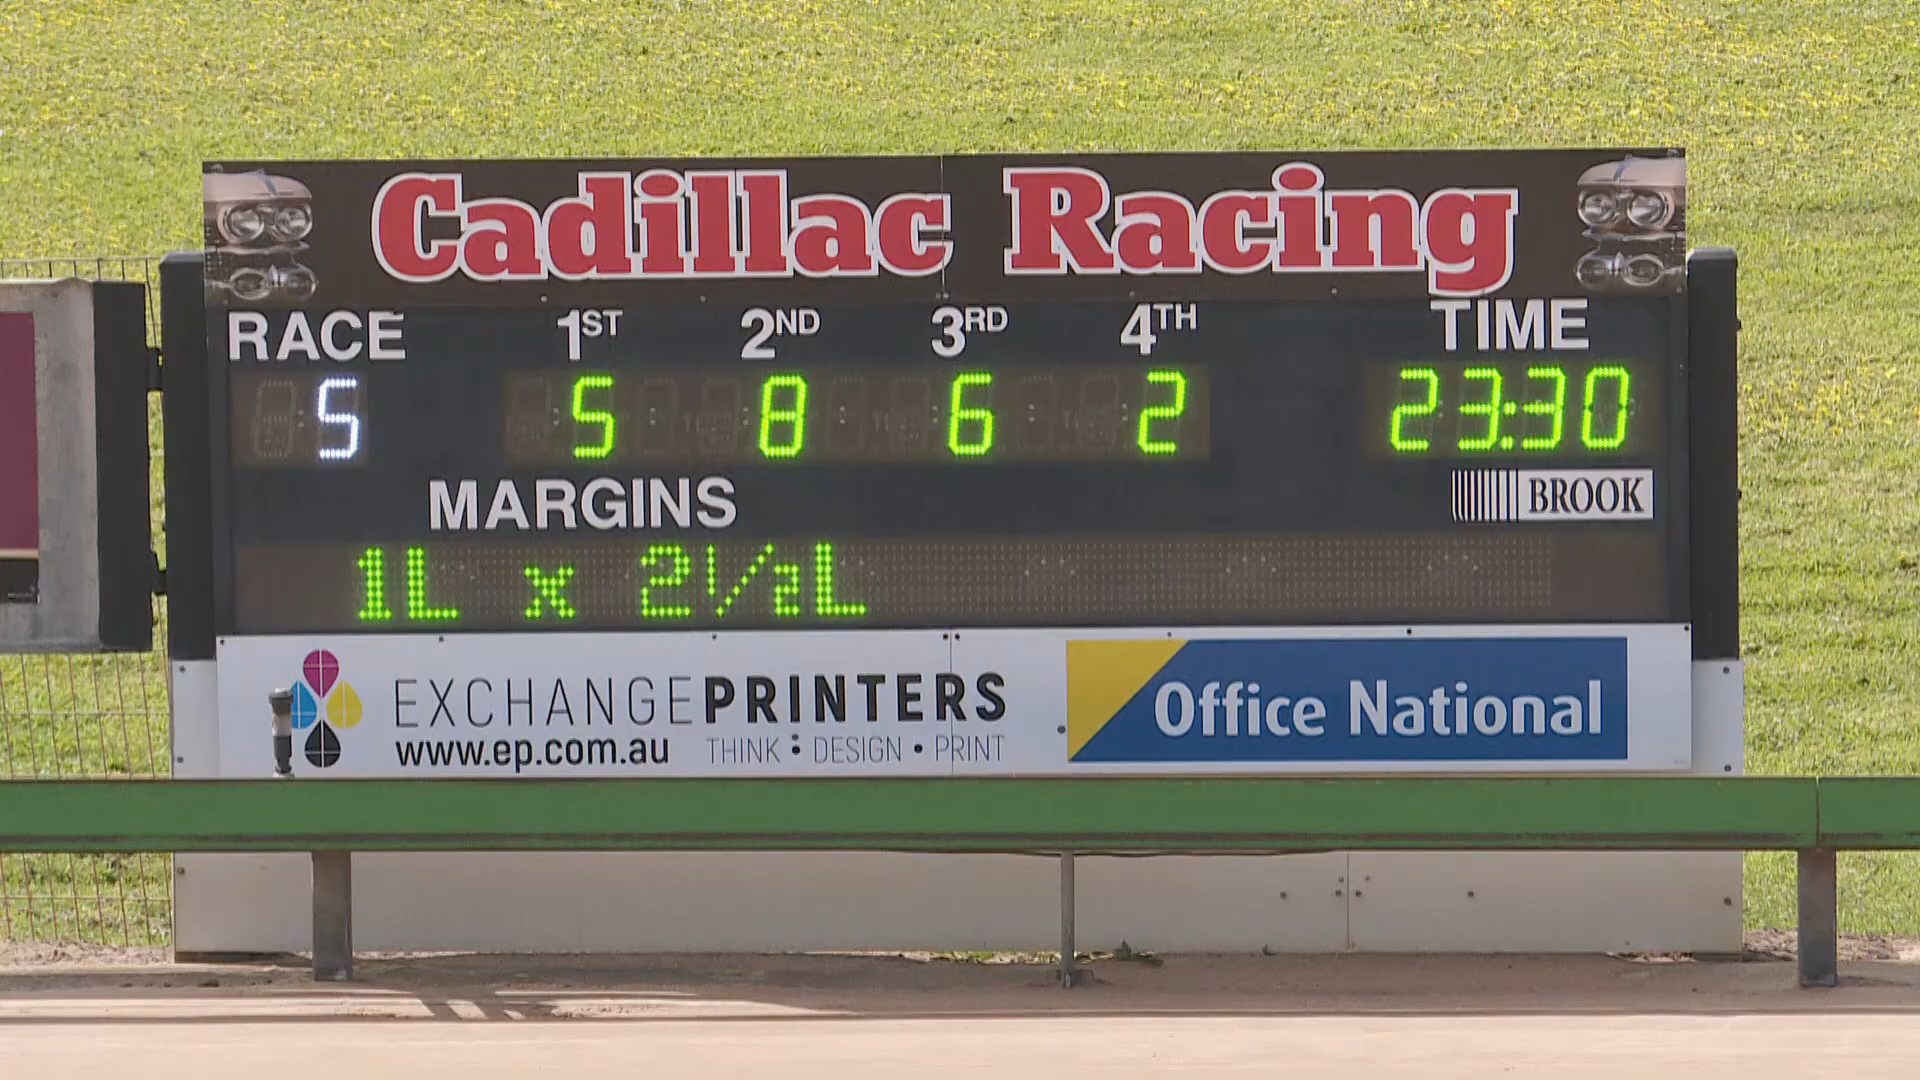 Cadillac Racing
RACE 1ST 2ND 3RD 4TH TIME
5 5 8 6 2 23:30
MARGINS
BROOK
1L x 2½L
EXCHANGEPRINTERS
www.ep.com.au THINK • DESIGN • PRINT
Office National